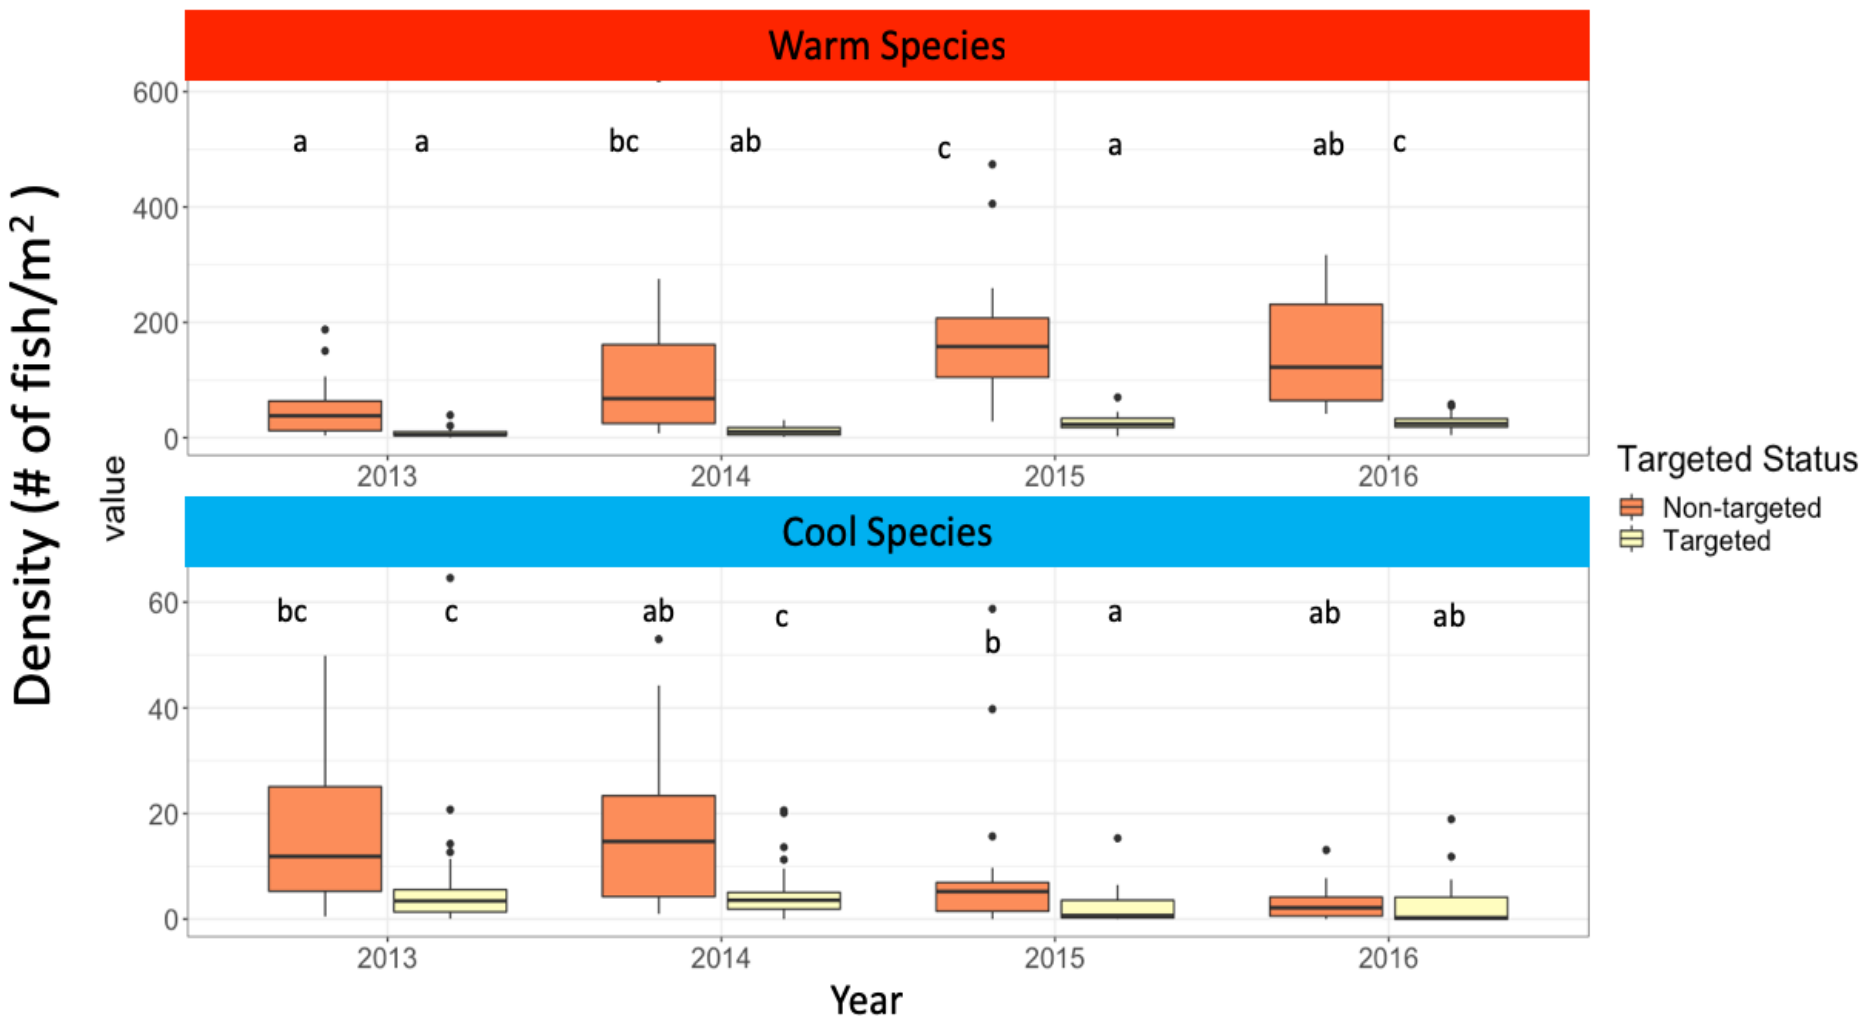 Warm Species
600
400
200
0
a a bc ab c a ab c
2013 2014 2015 2016
Density (# of fish/m² )
value
Cool Species
60
40
20
0
bc c ab c b a ab ab
2013 2014 2015 2016
Year
Targeted Status
Non-targeted
Targeted